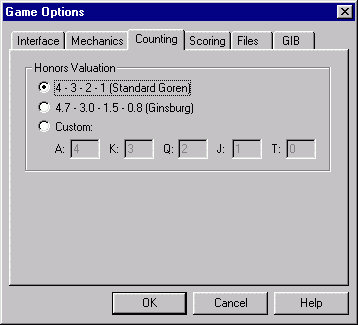 Game Options
Interface Mechanics Counting Scoring Files GIB
Honors Valuation
4 - 3 - 2 - 1 (Standard Goren)
4.7 - 3.0 - 1.5 - 0.8 (Ginsburg)
Custom:
A: 4 K: 3 Q: 2 J: 1 T: 0
OK Cancel Help